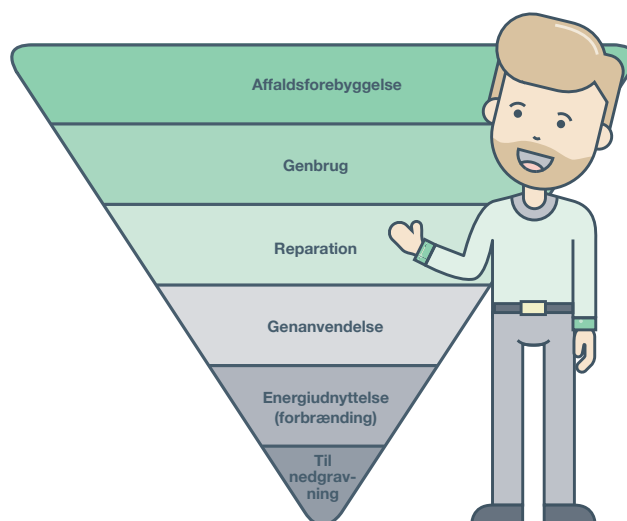 Affaldsforebyggelse
Genbrug
Reparation
Genanvendelse
Energiudnyttelse
(forbrænding)
Til
nedgrav-
ning